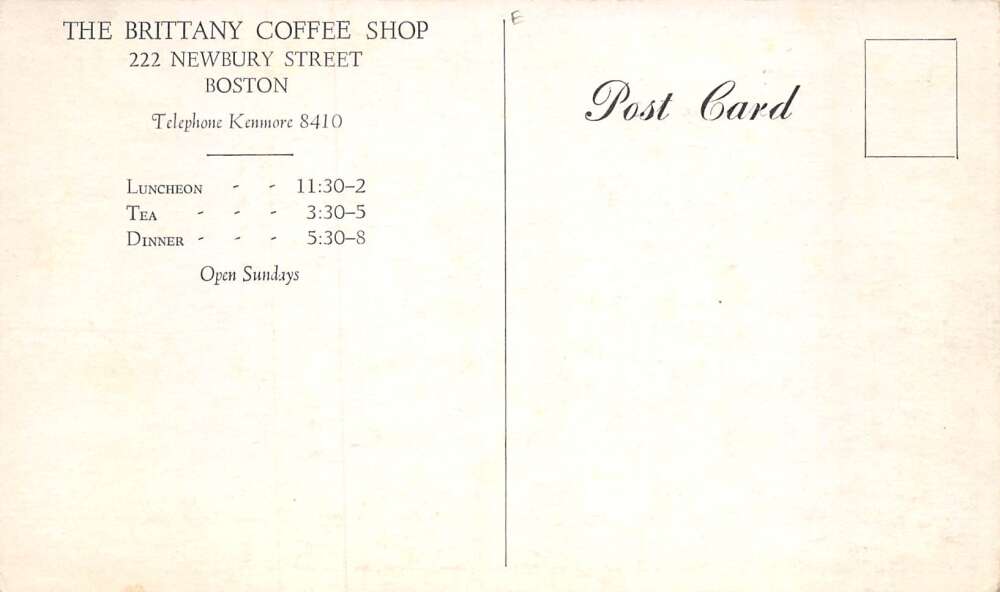 THE BRITTANY COFFEE SHOP
222 NEWBURY STREET
BOSTON
Telephone Kenmore 8410
Luncheon - - 11:30–2
Tea - - - 3:30–5
Dinner - - - 5:30–8
Open Sundays
E
Post Card